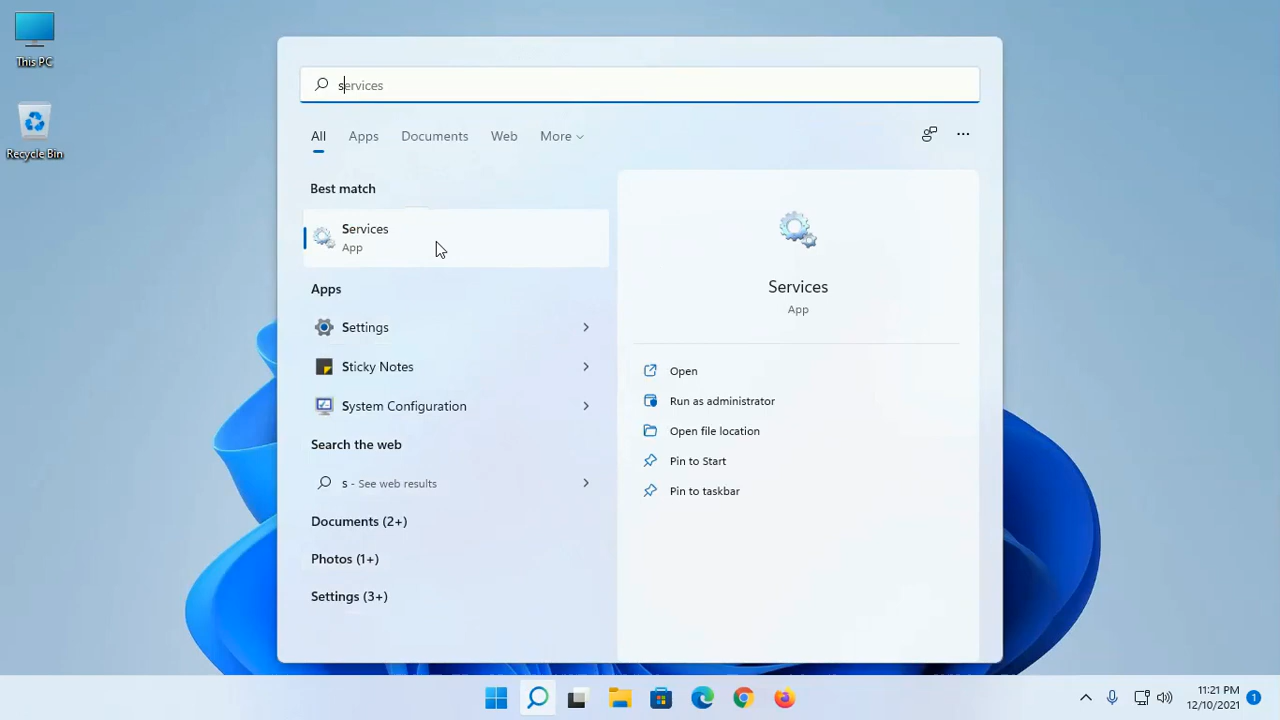 This PC
Recycle Bin
services
All Apps Documents Web More
Best match
Services
App
Apps
Settings
Sticky Notes
System Configuration
Search the web
s - See web results
Documents (2+)
Photos (1+)
Settings (3+)
Services
App
Open
Run as administrator
Open file location
Pin to Start
Pin to taskbar
11:21 PM
12/10/2021
1